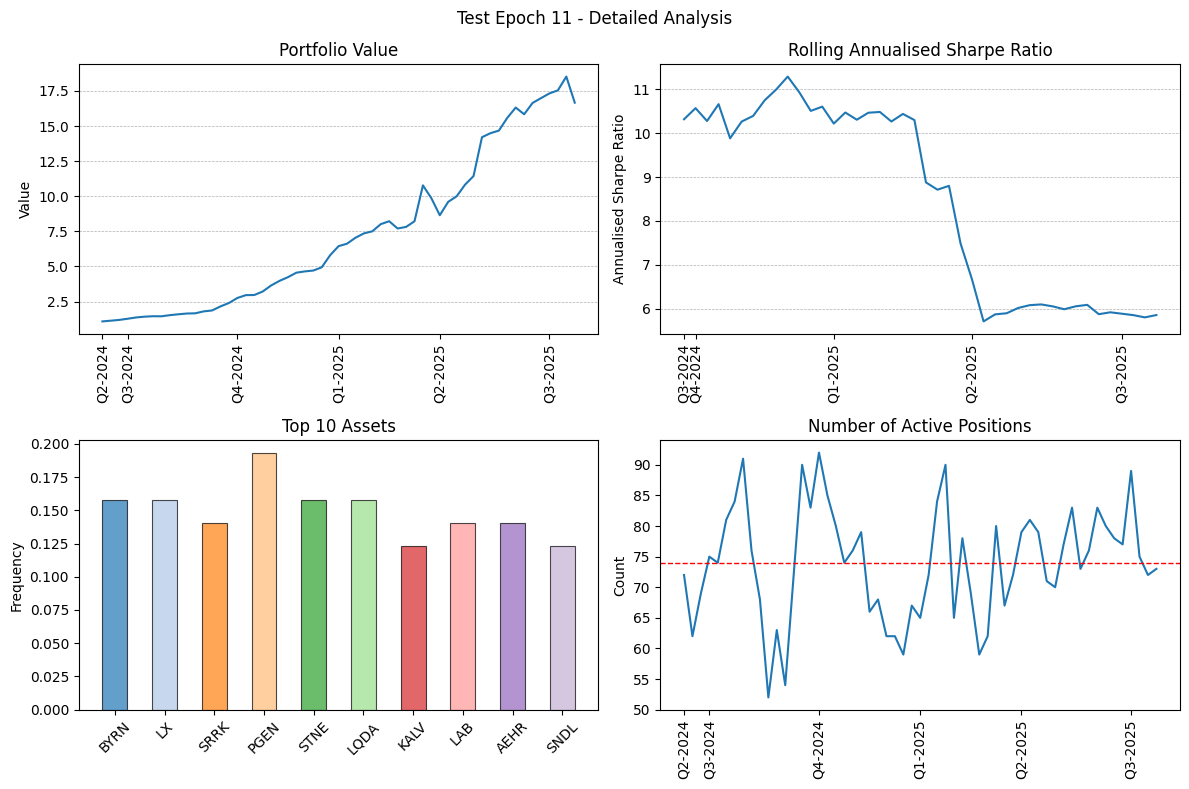 Test Epoch 11 - Detailed Analysis
Portfolio Value
Value
17.5
15.0
12.5
10.0
7.5
5.0
2.5
Q2-2024
Q3-2024
Q4-2024
Q1-2025
Q2-2025
Q3-2025
Rolling Annualised Sharpe Ratio
Annualised Sharpe Ratio
11
10
9
8
7
6
Q3-2024
Q4-2024
Q1-2025
Q2-2025
Q3-2025
Top 10 Assets
Frequency
0.200
0.175
0.150
0.125
0.100
0.075
0.050
0.025
0.000
BYRN
LX
SRRK
PGEN
STNE
LQDA
KALV
LAB
AEHR
SNDL
Number of Active Positions
Count
90
85
80
75
70
65
60
55
50
Q2-2024
Q3-2024
Q4-2024
Q1-2025
Q2-2025
Q3-2025